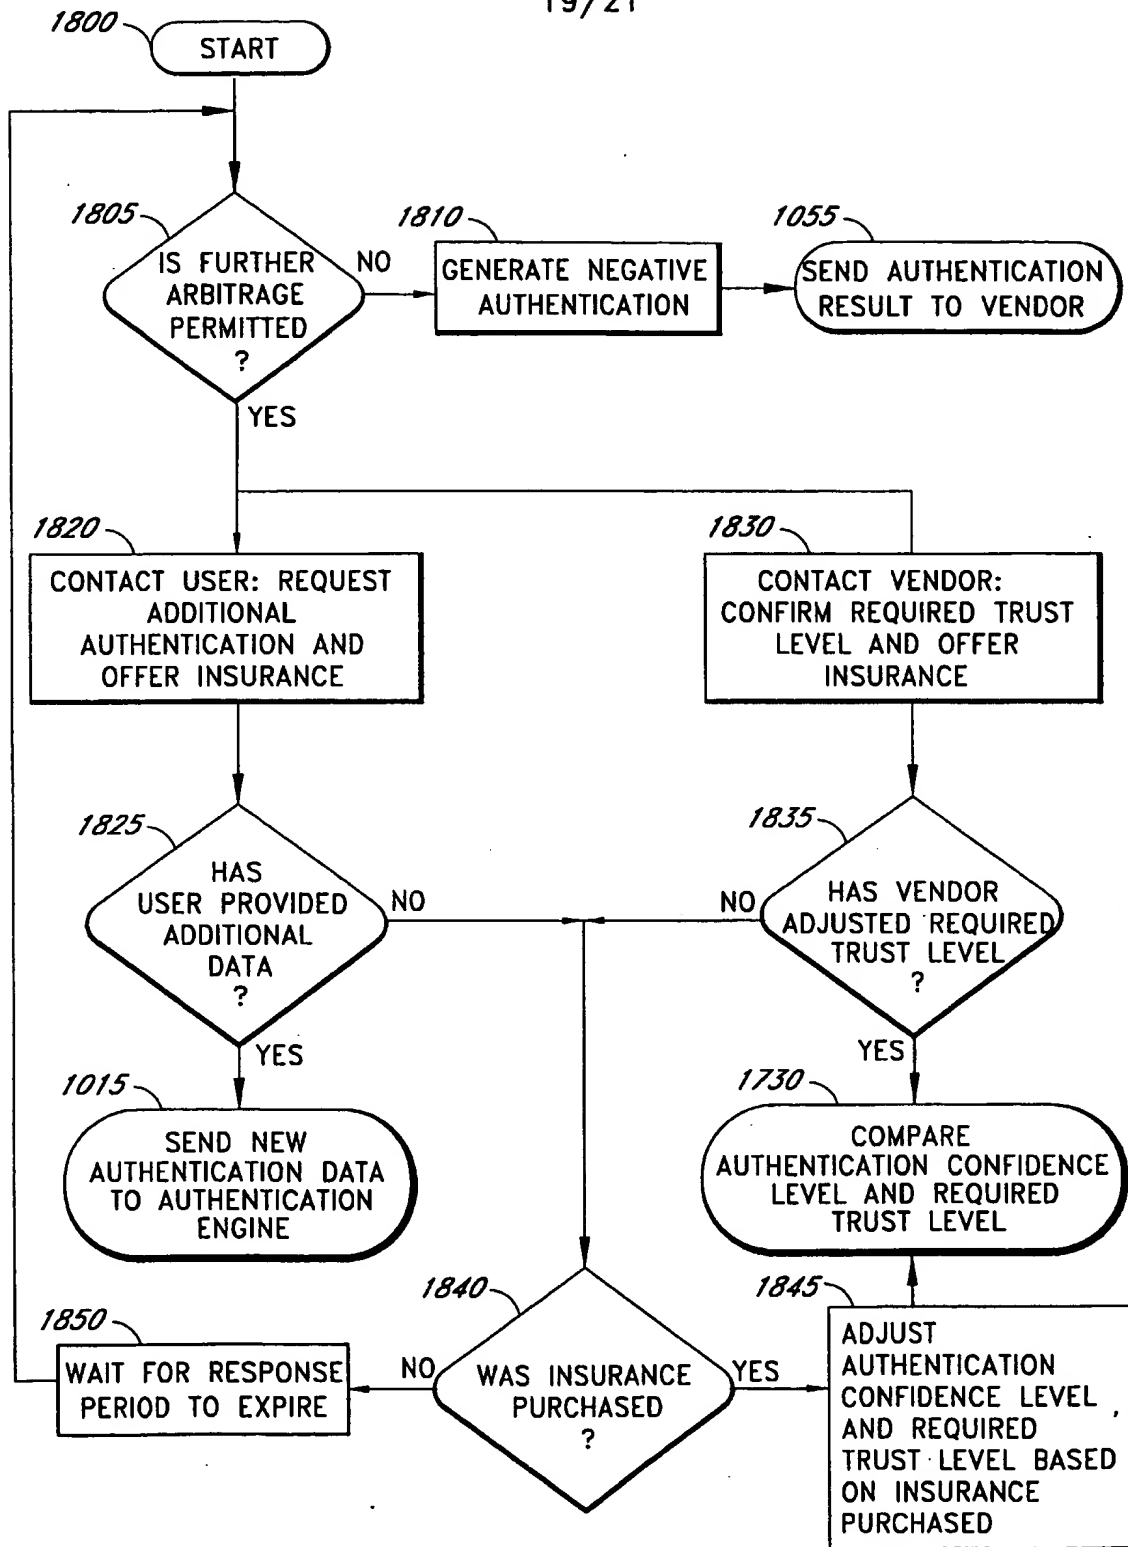 19/21
1800
START
1805
IS FURTHER
ARBITRAGE
PERMITTED
?
NO
YES
1810
GENERATE NEGATIVE
AUTHENTICATION
1055
SEND AUTHENTICATION
RESULT TO VENDOR
1820
CONTACT USER: REQUEST
ADDITIONAL
AUTHENTICATION AND
OFFER INSURANCE
1830
CONTACT VENDOR:
CONFIRM REQUIRED TRUST
LEVEL AND OFFER
INSURANCE
1825
HAS
USER PROVIDED
ADDITIONAL
DATA
?
NO
YES
1835
HAS VENDOR
ADJUSTED REQUIRED
TRUST LEVEL
?
NO
YES
1015
SEND NEW
AUTHENTICATION DATA
TO AUTHENTICATION
ENGINE
1730
COMPARE
AUTHENTICATION CONFIDENCE
LEVEL AND REQUIRED
TRUST LEVEL
1850
WAIT FOR RESPONSE
PERIOD TO EXPIRE
1840
WAS INSURANCE
PURCHASED
?
NO
YES
1845
ADJUST
AUTHENTICATION
CONFIDENCE LEVEL
AND REQUIRED
TRUST LEVEL BASED
ON INSURANCE
PURCHASED